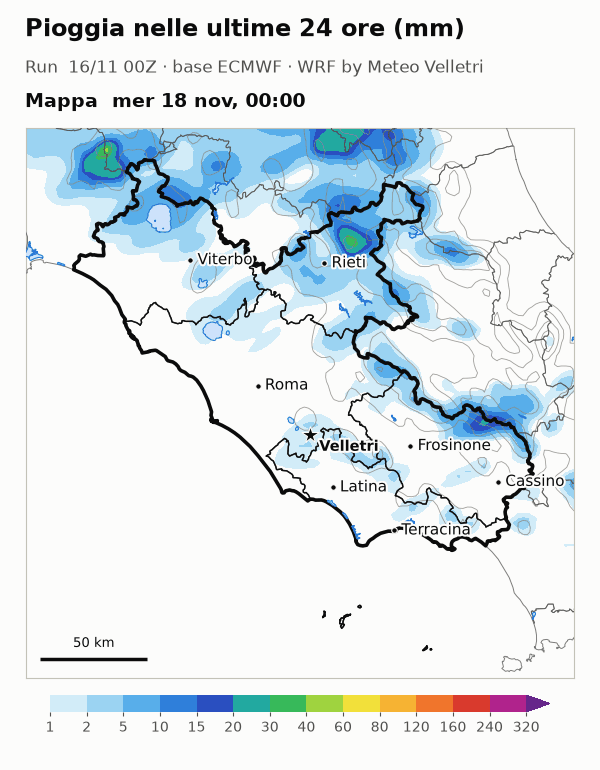 Pioggia nelle ultime 24 ore (mm)
Run 16/11 00Z · base ECMWF · WRF by Meteo Velletri
Mappa mer 18 nov, 00:00
Viterbo
Rieti
Roma
Velletri
Frosinone
Latina
Cassino
Terracina
50 km
1 2 5 10 15 20 30 40 60 80 120 160 240 320